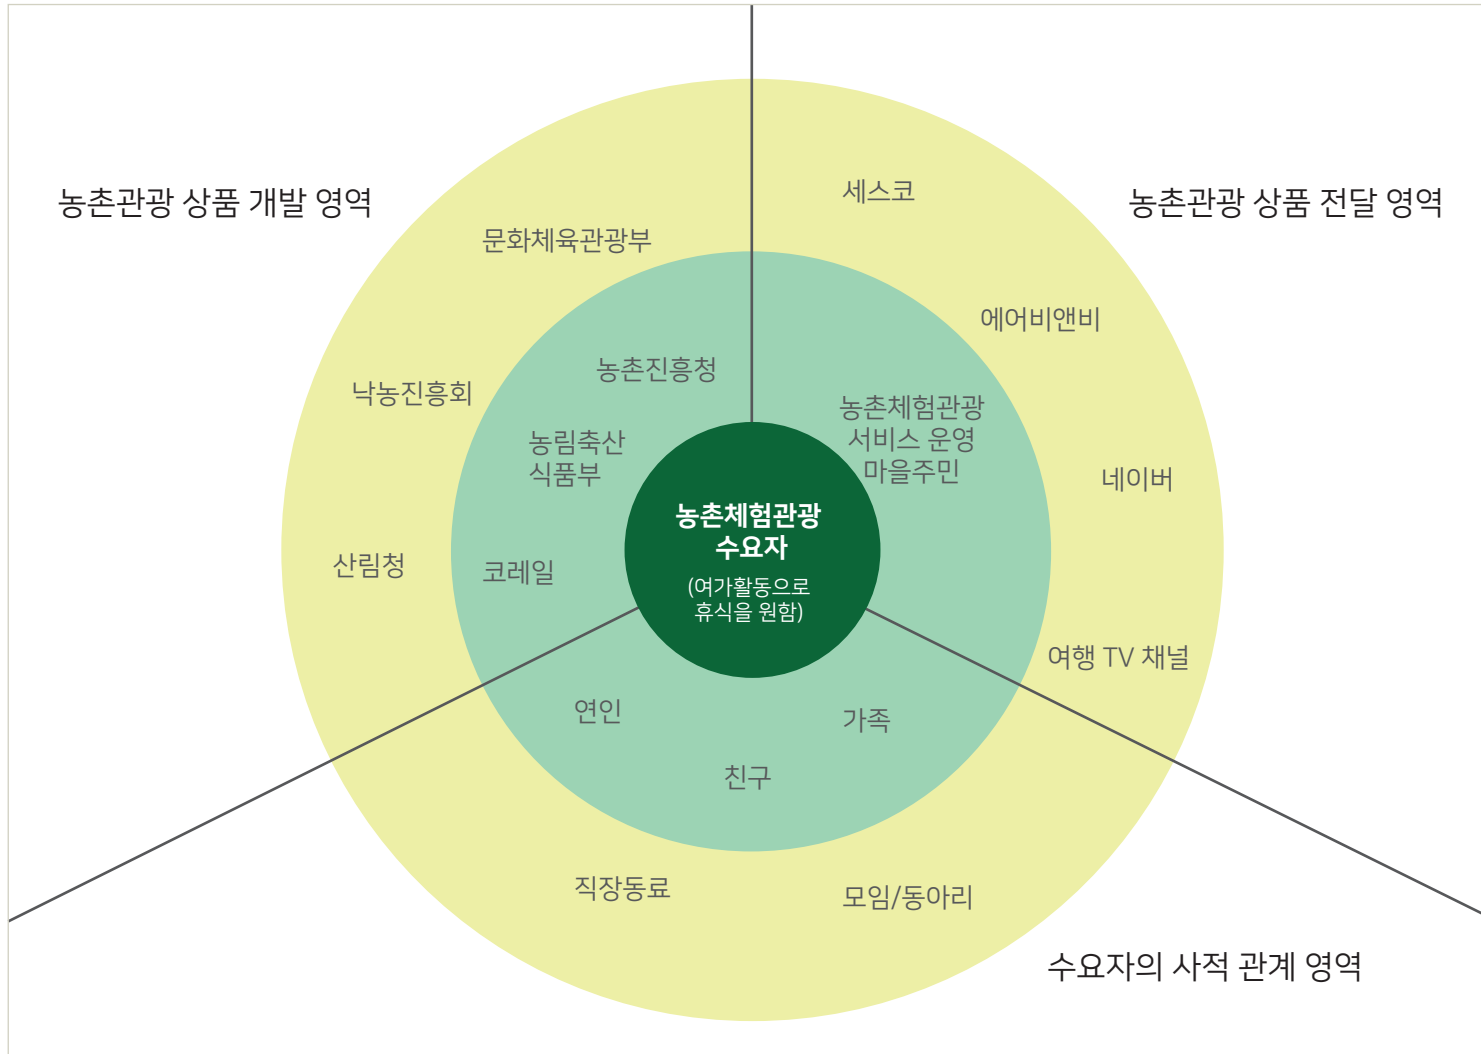 농촌관광 상품 개발 영역
농촌관광 상품 전달 영역
세스코
문화체육관광부
에어비앤비
농촌진흥청
낙농진흥회
농촌체험관광
서비스 운영
마을주민
농림축산
식품부
네이버
농촌체험관광
수요자
(여가활동으로
휴식을 원함)
산림청
코레일
여행 TV 채널
연인
가족
친구
직장동료
모임/동아리
수요자의 사적 관계 영역